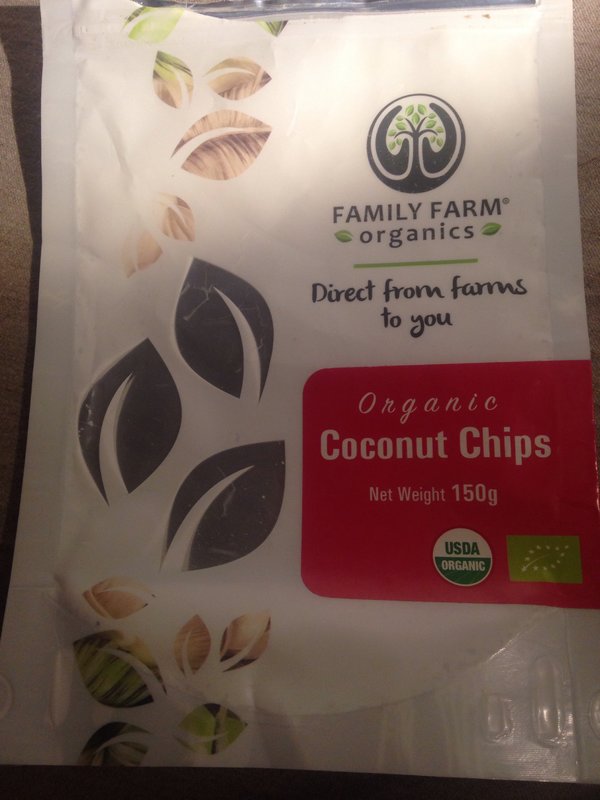 FAMILY FARM®
organics
Direct from farms
to you
Organic
Coconut Chips
Net Weight 150g
USDA
ORGANIC